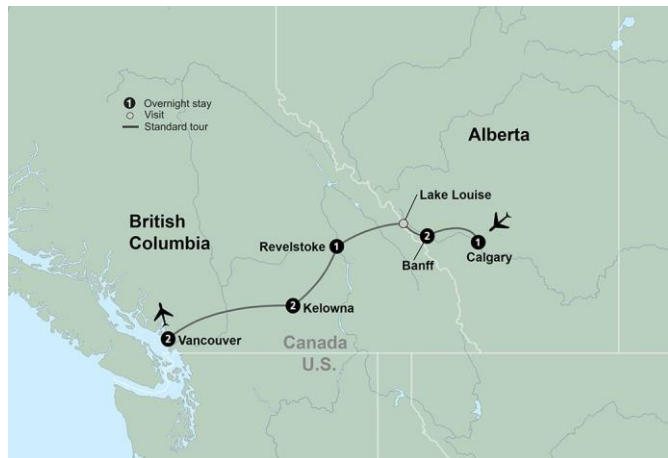 1 Overnight stay
Visit
Standard tour
Alberta
Lake Louise
British
Columbia
Revelstoke
1
2
Banff
1
Calgary
2
Kelowna
2
Vancouver
Canada
U.S.